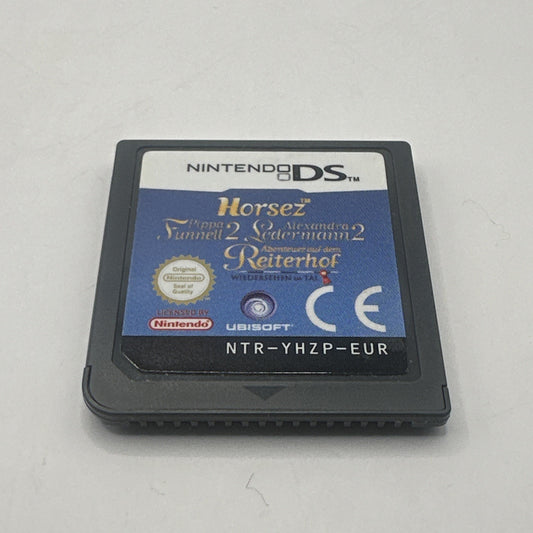 NINTENDO DS™
Horsez™
Pippa Funnell 2 Alexandra Ledermann 2
Abenteuer auf dem
Reiterhof
WIEDERSEHEN IM TAL
Original
Nintendo
Seal of
Quality
LICENSED BY
Nintendo
UBISOFT
CE
NTR-YHZP-EUR